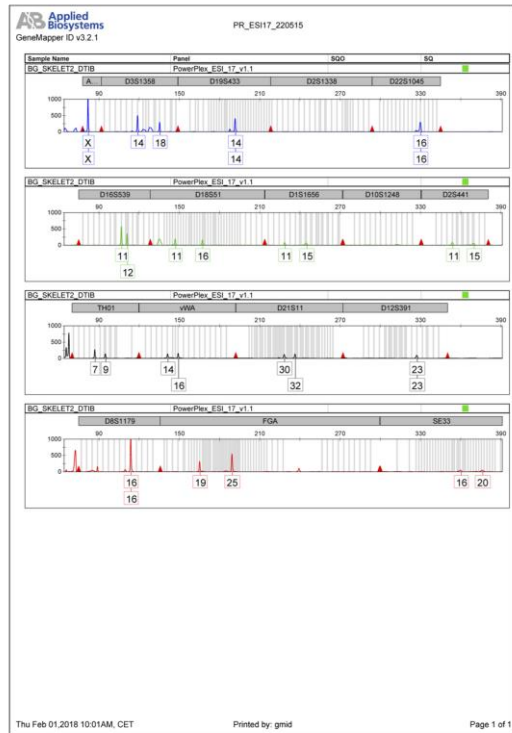 AB Applied Biosystems
PR_ESI17_220515
GeneMapper ID v3.2.1
Sample Name Panel SQO SQ
BG_SKELET2_DTIB PowerPlex_ESI_17_v1.1
A... D3S1358 D19S433 D2S1338 D22S1045
90 150 210 270 330 390
1000
500
0
X 14 18 14 16
X 14 16
BG_SKELET2_DTIB PowerPlex_ESI_17_v1.1
D16S539 D18S51 D1S1656 D10S1248 D2S441
90 150 210 270 330 390
1000
500
0
11 11 16 11 15 11 15
12
BG_SKELET2_DTIB PowerPlex_ESI_17_v1.1
TH01 vWA D21S11 D12S391
90 150 210 270 330 390
1000
500
0
7 9 14 30 23
16 32 23
BG_SKELET2_DTIB PowerPlex_ESI_17_v1.1
D8S1179 FGA SE33
90 150 210 270 330 390
1000
500
0
16 19 25 16 20
16
Thu Feb 01,2018 10:01AM, CET Printed by: gmid Page 1 of 1